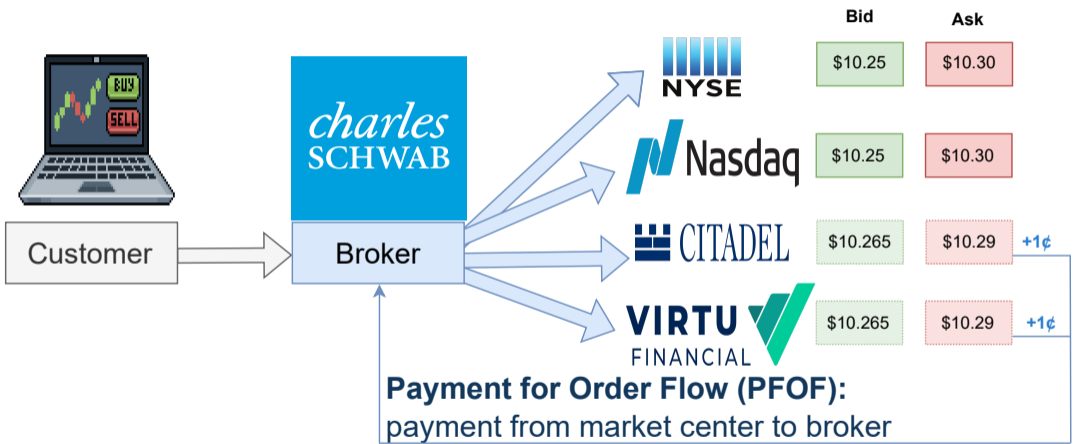 Bid Ask
BUY
SELL
charles
SCHWAB
NYSE
$10.25 $10.30
Nasdaq
$10.25 $10.30
Customer
Broker
CITADEL
$10.265 $10.29 +1¢
VIRTU
FINANCIAL
$10.265 $10.29 +1¢
Payment for Order Flow (PFOF):
payment from market center to broker